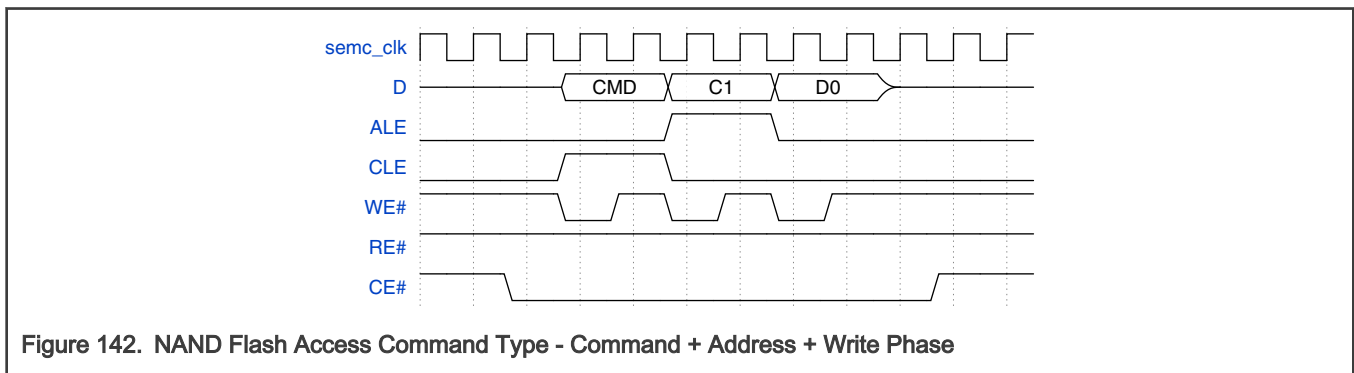 semc_clk
D CMD C1 D0
ALE
CLE
WE#
RE#
CE#
Figure 142. NAND Flash Access Command Type - Command + Address + Write Phase